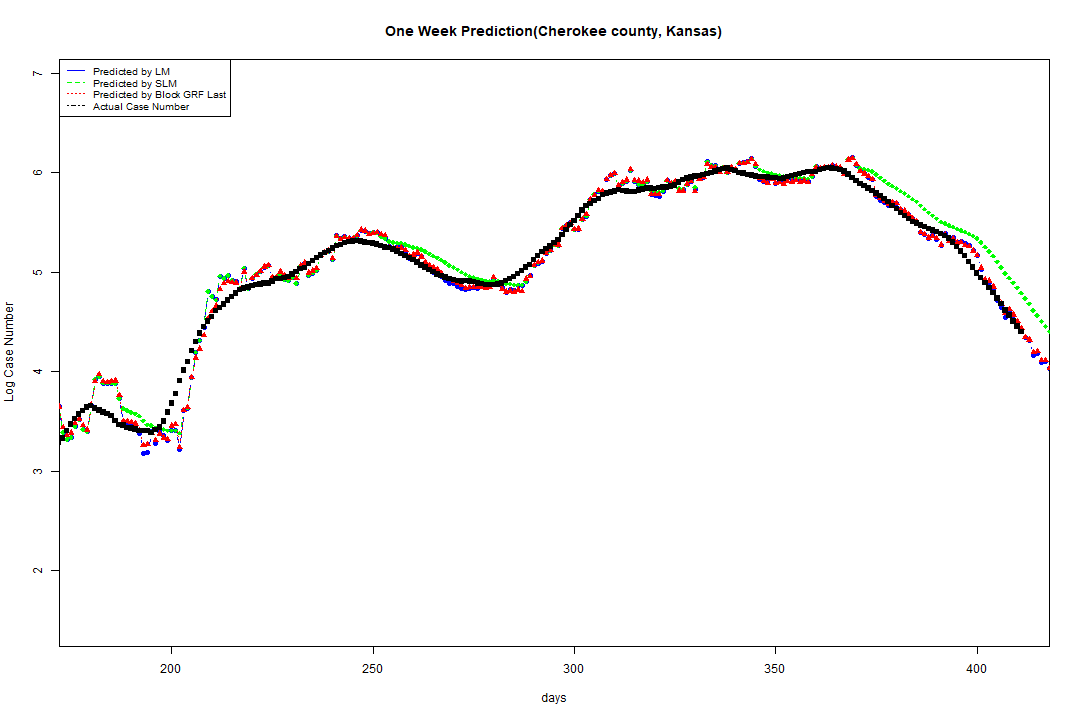 One Week Prediction(Cherokee county, Kansas)
Predicted by LM
Predicted by SLM
Predicted by Block GRF Last
Actual Case Number
7
6
5
4
3
2
Log Case Number
200 250 300 350 400
days